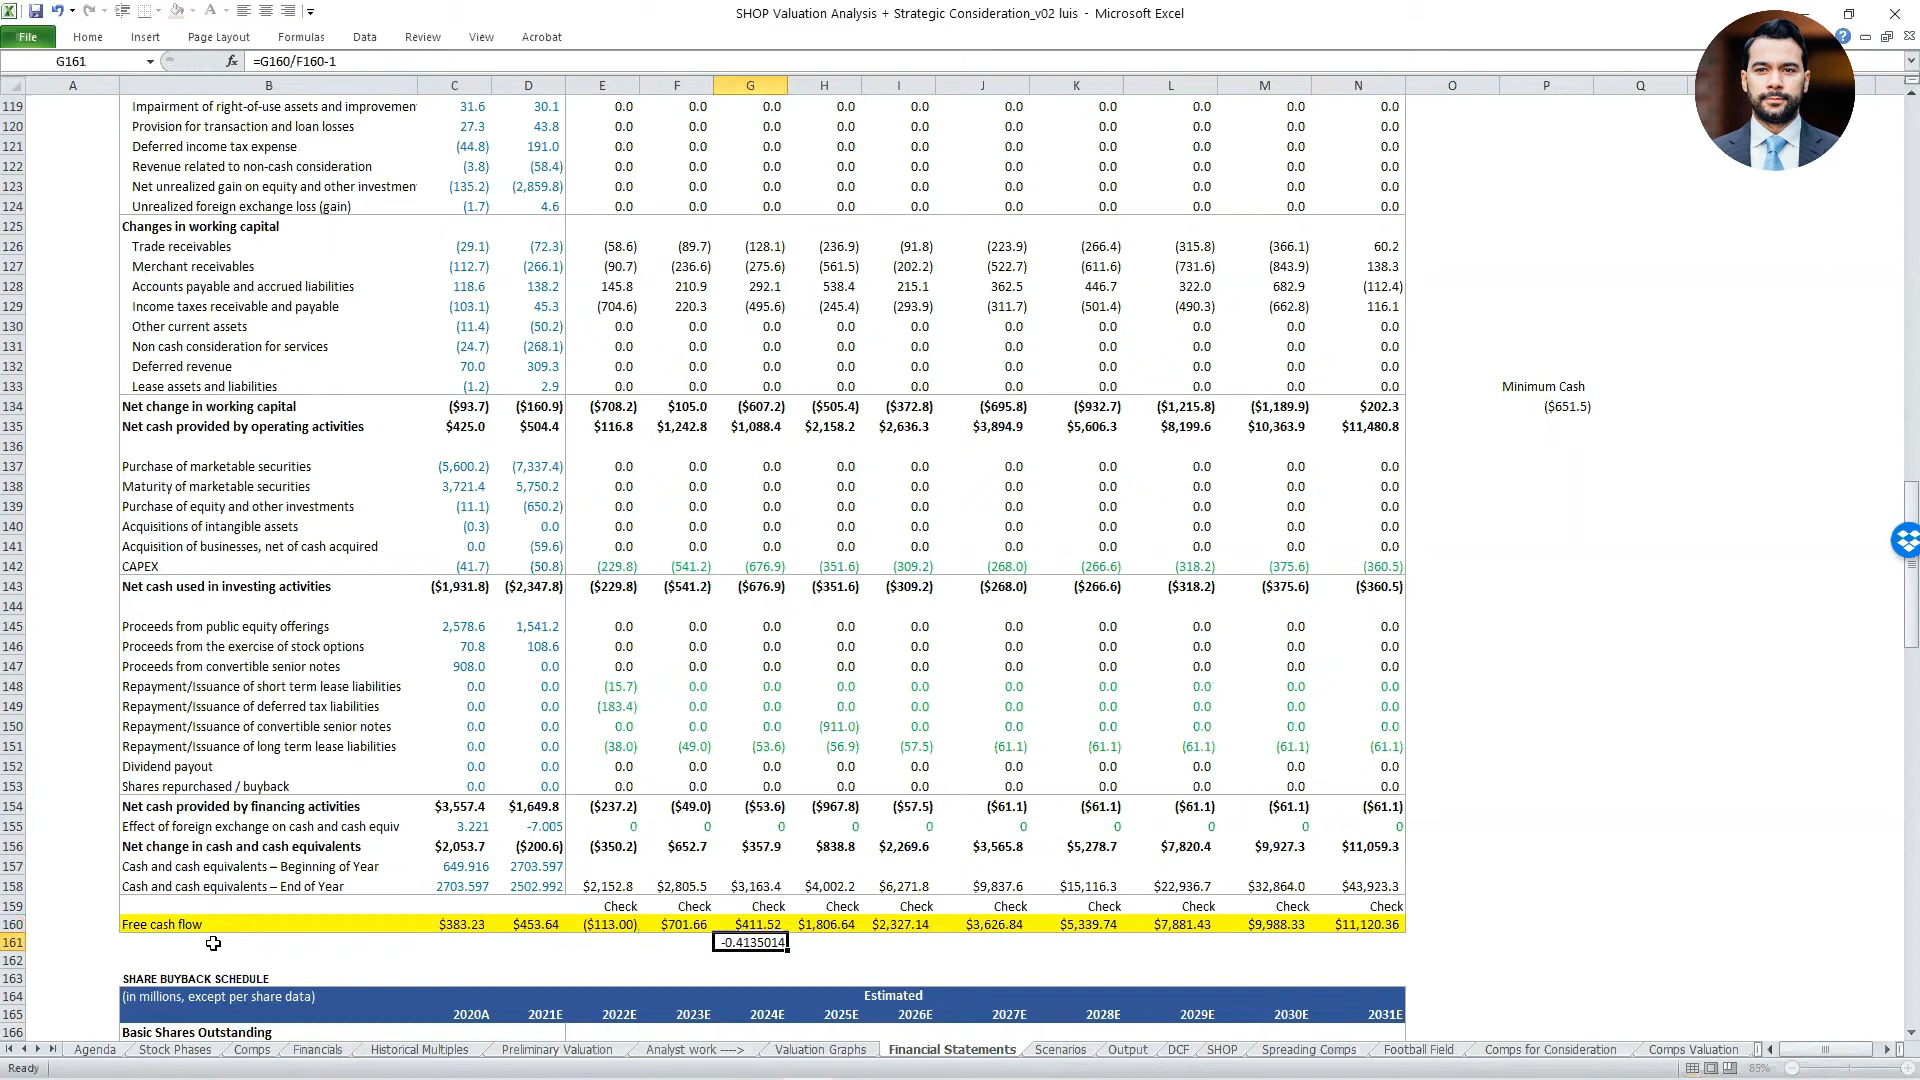 SHOP Valuation Analysis + Strategic Consideration_v02 luis - Microsoft Excel
File Home Insert Page Layout Formulas Data Review View Acrobat
G161 fx =G160/F160-1
A B C D E F G H I J K L M N O P Q
119 Impairment of right-of-use assets and improvemen 31.6 30.1 0.0 0.0 0.0 0.0 0.0 0.0 0.0 0.0 0.0 0.0
120 Provision for transaction and loan losses 27.3 43.8 0.0 0.0 0.0 0.0 0.0 0.0 0.0 0.0 0.0 0.0
121 Deferred income tax expense (44.8) 191.0 0.0 0.0 0.0 0.0 0.0 0.0 0.0 0.0 0.0 0.0
122 Revenue related to non-cash consideration (3.8) (58.4) 0.0 0.0 0.0 0.0 0.0 0.0 0.0 0.0 0.0 0.0
123 Net unrealized gain on equity and other investmen (135.2) (2,859.8) 0.0 0.0 0.0 0.0 0.0 0.0 0.0 0.0 0.0 0.0
124 Unrealized foreign exchange loss (gain) (1.7) 4.6 0.0 0.0 0.0 0.0 0.0 0.0 0.0 0.0 0.0 0.0
125 Changes in working capital
126 Trade receivables (29.1) (72.3) (58.6) (89.7) (128.1) (236.9) (91.8) (223.9) (266.4) (315.8) (366.1) 60.2
127 Merchant receivables (112.7) (266.1) (90.7) (236.6) (275.6) (561.5) (202.2) (522.7) (611.6) (731.6) (843.9) 138.3
128 Accounts payable and accrued liabilities 118.6 138.2 145.8 210.9 292.1 538.4 215.1 362.5 446.7 322.0 682.9 (112.4)
129 Income taxes receivable and payable (103.1) 45.3 (704.6) 220.3 (495.6) (245.4) (293.9) (311.7) (501.4) (490.3) (662.8) 116.1
130 Other current assets (11.4) (50.2) 0.0 0.0 0.0 0.0 0.0 0.0 0.0 0.0 0.0 0.0
131 Non cash consideration for services (24.7) (268.1) 0.0 0.0 0.0 0.0 0.0 0.0 0.0 0.0 0.0 0.0
132 Deferred revenue 70.0 309.3 0.0 0.0 0.0 0.0 0.0 0.0 0.0 0.0 0.0 0.0
133 Lease assets and liabilities (1.2) 2.9 0.0 0.0 0.0 0.0 0.0 0.0 0.0 0.0 0.0 0.0 Minimum Cash
134 Net change in working capital ($93.7) ($160.9) ($708.2) $105.0 ($607.2) ($505.4) ($372.8) ($695.8) ($932.7) ($1,215.8) ($1,189.9) $202.3 ($651.5)
135 Net cash provided by operating activities $425.0 $504.4 $116.8 $1,242.8 $1,088.4 $2,158.2 $2,636.3 $3,894.9 $5,606.3 $8,199.6 $10,363.9 $11,480.8
136
137 Purchase of marketable securities (5,600.2) (7,337.4) 0.0 0.0 0.0 0.0 0.0 0.0 0.0 0.0 0.0 0.0
138 Maturity of marketable securities 3,721.4 5,750.2 0.0 0.0 0.0 0.0 0.0 0.0 0.0 0.0 0.0 0.0
139 Purchase of equity and other investments (11.1) (650.2) 0.0 0.0 0.0 0.0 0.0 0.0 0.0 0.0 0.0 0.0
140 Acquisitions of intangible assets (0.3) 0.0 0.0 0.0 0.0 0.0 0.0 0.0 0.0 0.0 0.0 0.0
141 Acquisition of businesses, net of cash acquired 0.0 (59.6) 0.0 0.0 0.0 0.0 0.0 0.0 0.0 0.0 0.0 0.0
142 CAPEX (41.7) (50.8) (229.8) (541.2) (676.9) (351.6) (309.2) (268.0) (266.6) (318.2) (375.6) (360.5)
143 Net cash used in investing activities ($1,931.8) ($2,347.8) ($229.8) ($541.2) ($676.9) ($351.6) ($309.2) ($268.0) ($266.6) ($318.2) ($375.6) ($360.5)
144
145 Proceeds from public equity offerings 2,578.6 1,541.2 0.0 0.0 0.0 0.0 0.0 0.0 0.0 0.0 0.0 0.0
146 Proceeds from the exercise of stock options 70.8 108.6 0.0 0.0 0.0 0.0 0.0 0.0 0.0 0.0 0.0 0.0
147 Proceeds from convertible senior notes 908.0 0.0 0.0 0.0 0.0 0.0 0.0 0.0 0.0 0.0 0.0 0.0
148 Repayment/Issuance of short term lease liabilities 0.0 0.0 (15.7) 0.0 0.0 0.0 0.0 0.0 0.0 0.0 0.0 0.0
149 Repayment/Issuance of deferred tax liabilities 0.0 0.0 (183.4) 0.0 0.0 0.0 0.0 0.0 0.0 0.0 0.0 0.0
150 Repayment/Issuance of convertible senior notes 0.0 0.0 0.0 0.0 0.0 (911.0) 0.0 0.0 0.0 0.0 0.0 0.0
151 Repayment/Issuance of long term lease liabilities 0.0 0.0 (38.0) (49.0) (53.6) (56.9) (57.5) (61.1) (61.1) (61.1) (61.1) (61.1)
152 Dividend payout 0.0 0.0 0.0 0.0 0.0 0.0 0.0 0.0 0.0 0.0 0.0 0.0
153 Shares repurchased / buyback 0.0 0.0 0.0 0.0 0.0 0.0 0.0 0.0 0.0 0.0 0.0 0.0
154 Net cash provided by financing activities $3,557.4 $1,649.8 ($237.2) ($49.0) ($53.6) ($967.8) ($57.5) ($61.1) ($61.1) ($61.1) ($61.1) ($61.1)
155 Effect of foreign exchange on cash and cash equiv 3.221 -7.005 0 0 0 0 0 0 0 0 0 0
156 Net change in cash and cash equivalents $2,053.7 ($200.6) ($350.2) $652.7 $357.9 $838.8 $2,269.6 $3,565.8 $5,278.7 $7,820.4 $9,927.3 $11,059.3
157 Cash and cash equivalents – Beginning of Year 649.916 2703.597
158 Cash and cash equivalents – End of Year 2703.597 2502.992 $2,152.8 $2,805.5 $3,163.4 $4,002.2 $6,271.8 $9,837.6 $15,116.3 $22,936.7 $32,864.0 $43,923.3
159 Check Check Check Check Check Check Check Check Check Check
160 Free cash flow $383.23 $453.64 ($113.00) $701.66 $411.52 $1,806.64 $2,327.14 $3,626.84 $5,339.74 $7,881.43 $9,988.33 $11,120.36
161 -0.4135014
162
163 SHARE BUYBACK SCHEDULE
164 (in millions, except per share data) Estimated
165 2020A 2021E 2022E 2023E 2024E 2025E 2026E 2027E 2028E 2029E 2030E 2031E
166 Basic Shares Outstanding
Agenda Stock Phases Comps Financials Historical Multiples Preliminary Valuation Analyst work ----> Valuation Graphs Financial Statements Scenarios Output DCF SHOP Spreading Comps Football Field Comps for Consideration Comps Valuation
Ready 85%